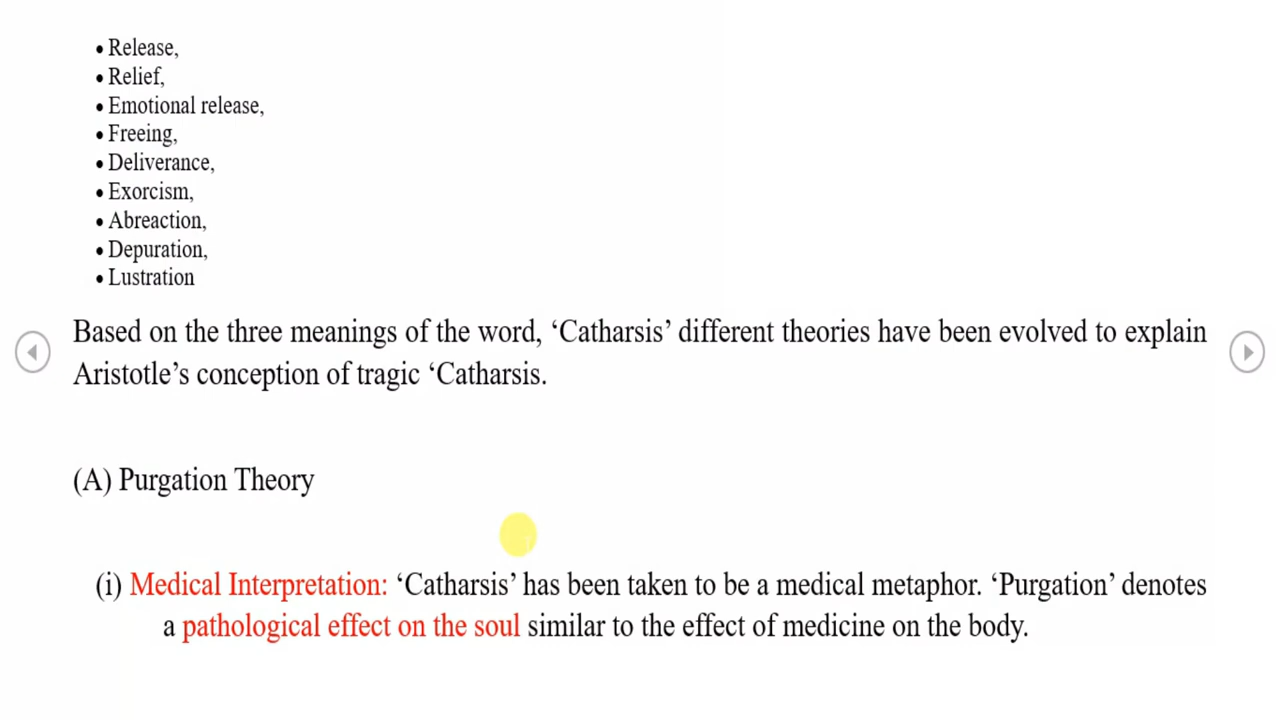 • Release,
• Relief,
• Emotional release,
• Freeing,
• Deliverance,
• Exorcism,
• Abreaction,
• Depuration,
• Lustration
Based on the three meanings of the word, ‘Catharsis’ different theories have been evolved to explain
Aristotle’s conception of tragic ‘Catharsis.
(A) Purgation Theory
(i) Medical Interpretation: ‘Catharsis’ has been taken to be a medical metaphor. ‘Purgation’ denotes
a pathological effect on the soul similar to the effect of medicine on the body.